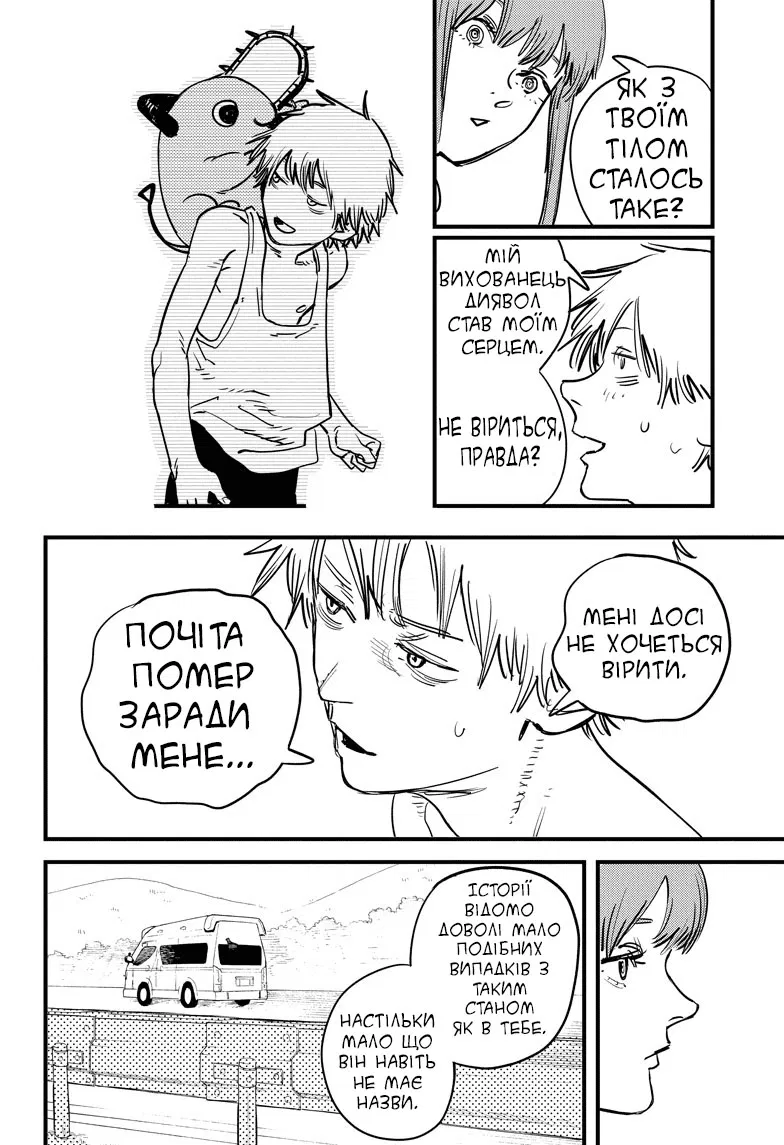 ЯК З
ТВОЇМ
ТІЛОМ
СТАЛОСЬ
ТАКЕ?
МІЙ
ВИХОВАНЕЦЬ
ДИЯВОЛ
СТАВ МОЇМ
СЕРЦЕМ.
НЕ ВІРИТЬСЯ,
ПРАВДА?
МЕНІ ДОСІ
НЕ ХОЧЕТЬСЯ
ВІРИТИ.
ПОЧІТА
ПОМЕР
ЗАРАДИ
МЕНЕ...
ІСТОРІЇ
ВІДОМО
ДОВОЛІ МАЛО
ПОДІБНИХ
ВИПАДКІВ З
ТАКИМ
СТАНОМ
ЯК В ТЕБЕ.
НАСТІЛЬКИ
МАЛО ЩО
ВІН НАВІТЬ
НЕ МАЄ
НАЗВИ.